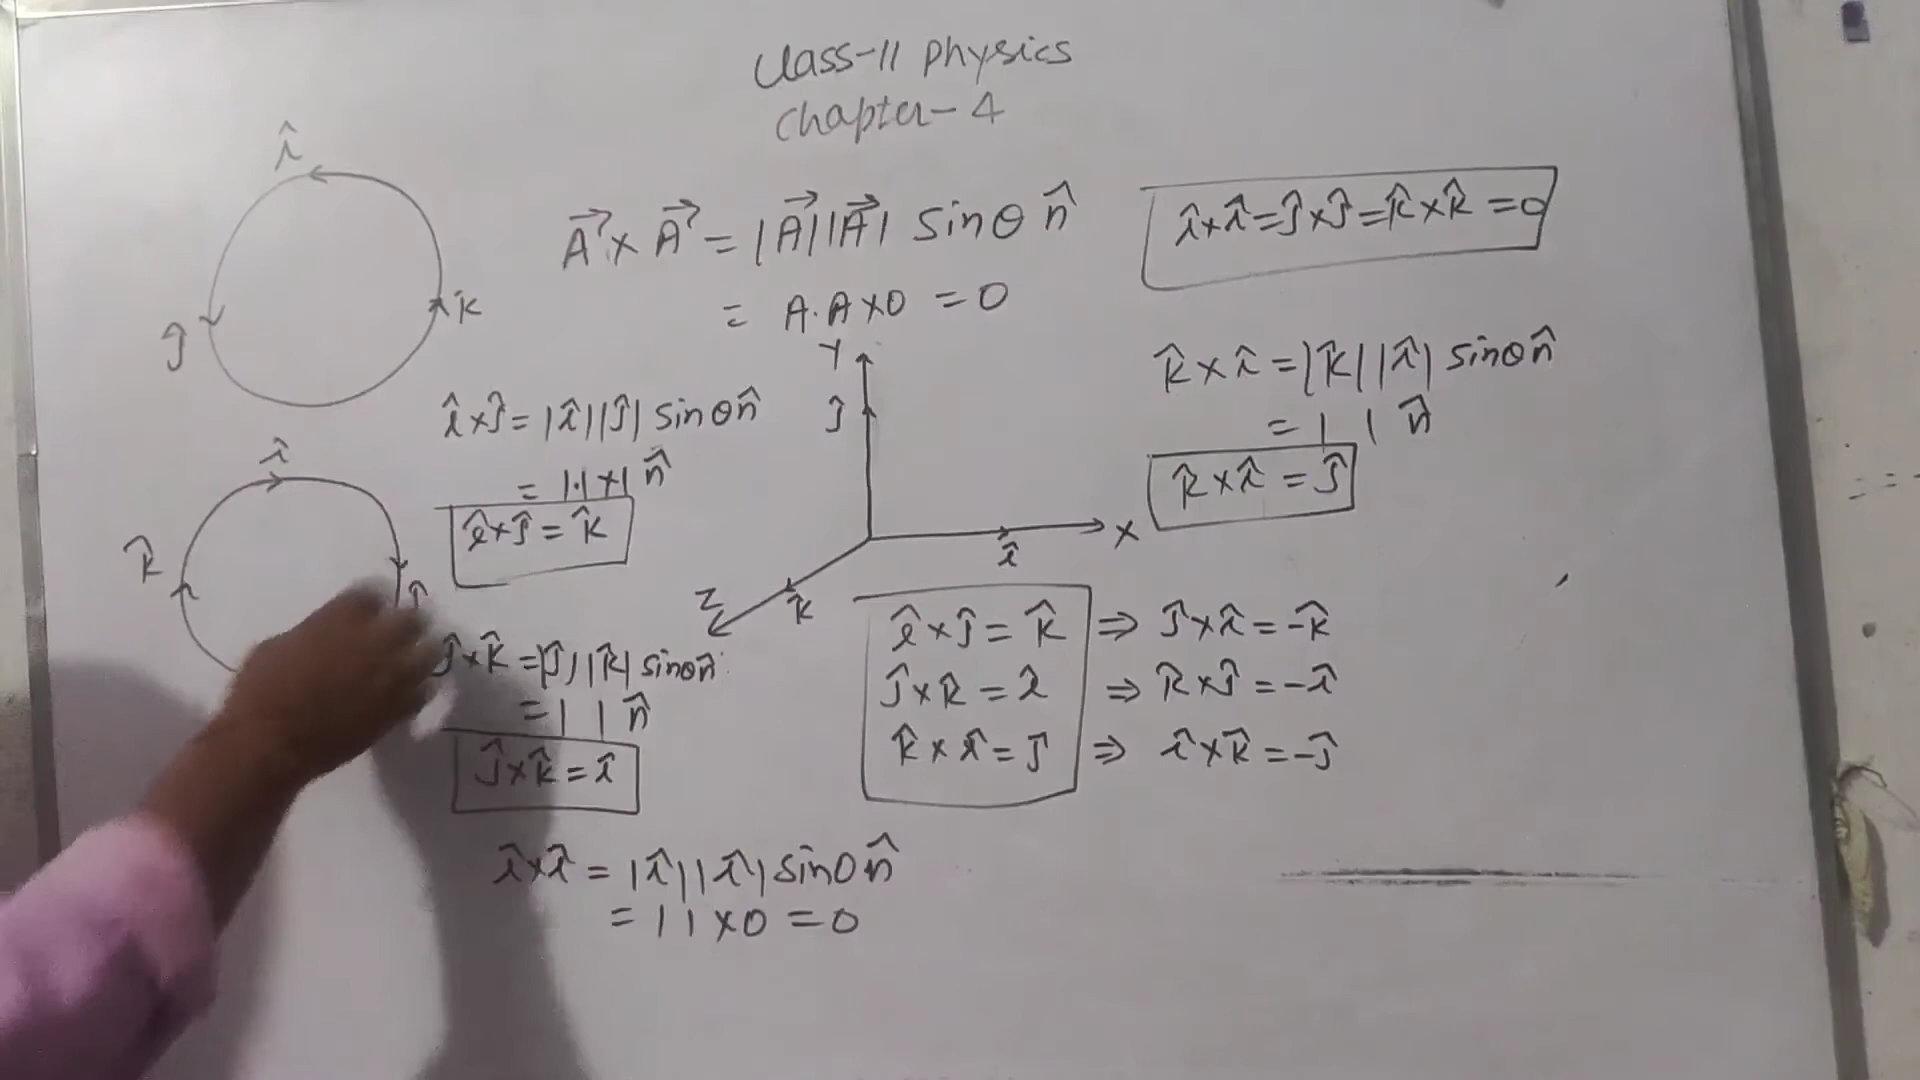 Class-11 Physics
Chapter-4
î
ĵ
k
A⃗ × A⃗ = |A⃗||A⃗| sinθ n̂
= A.A×0 = 0
î×î=ĵ×ĵ=k̂×k̂=0
î×ĵ=|î||ĵ| sinθ n̂
= 1·1×1 n̂
î×ĵ=k̂
Y
ĵ
X
î
Z
k̂
k̂×î=|k̂||î| sinθ n̂
= 1 1 n̂
k̂×î=ĵ
î
k̂
ĵ×k̂=|ĵ||k̂| sinθ n̂
= 1 1 n̂
ĵ×k̂=î
î×ĵ=k̂ ⇒ ĵ×î=-k̂
ĵ×k̂=î ⇒ k̂×ĵ=-î
k̂×î=ĵ ⇒ î×k̂=-ĵ
î×î=|î||î| sin0 n̂
= 1 1 ×0 = 0